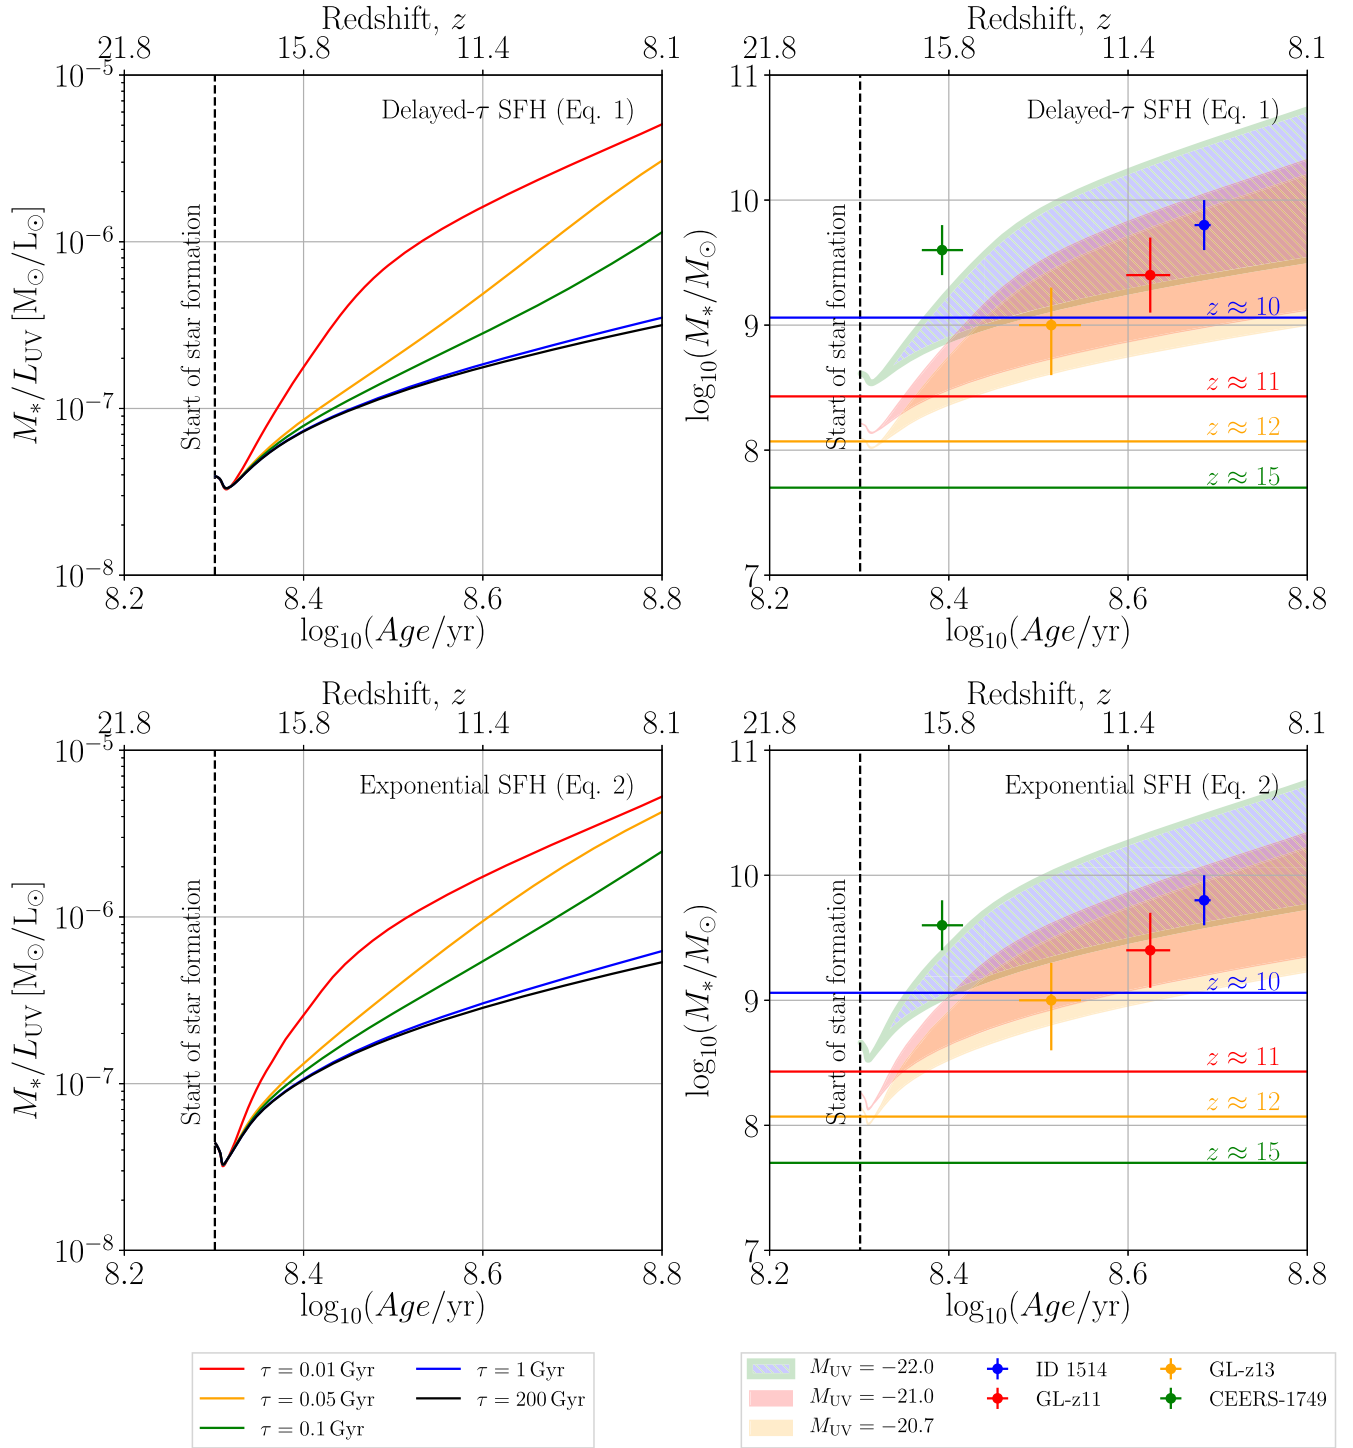 Redshift, z
21.8 15.8 11.4 8.1
10⁻⁵
10⁻⁶
10⁻⁷
10⁻⁸
M∗/L_UV [M⊙/L⊙]
Start of star formation
Delayed-τ SFH (Eq. 1)
8.2 8.4 8.6 8.8
log₁₀(Age/yr)
Redshift, z
21.8 15.8 11.4 8.1
11
10
9
8
7
log₁₀(M∗/M⊙)
Start of star formation
Delayed-τ SFH (Eq. 1)
z ≈ 10
z ≈ 11
z ≈ 12
z ≈ 15
8.2 8.4 8.6 8.8
log₁₀(Age/yr)
Redshift, z
21.8 15.8 11.4 8.1
10⁻⁵
10⁻⁶
10⁻⁷
10⁻⁸
M∗/L_UV [M⊙/L⊙]
Start of star formation
Exponential SFH (Eq. 2)
8.2 8.4 8.6 8.8
log₁₀(Age/yr)
Redshift, z
21.8 15.8 11.4 8.1
11
10
9
8
7
log₁₀(M∗/M⊙)
Start of star formation
Exponential SFH (Eq. 2)
z ≈ 10
z ≈ 11
z ≈ 12
z ≈ 15
8.2 8.4 8.6 8.8
log₁₀(Age/yr)
τ = 0.01 Gyr
τ = 0.05 Gyr
τ = 0.1 Gyr
τ = 1 Gyr
τ = 200 Gyr
M_UV = −22.0
M_UV = −21.0
M_UV = −20.7
ID 1514
GL-z11
GL-z13
CEERS-1749